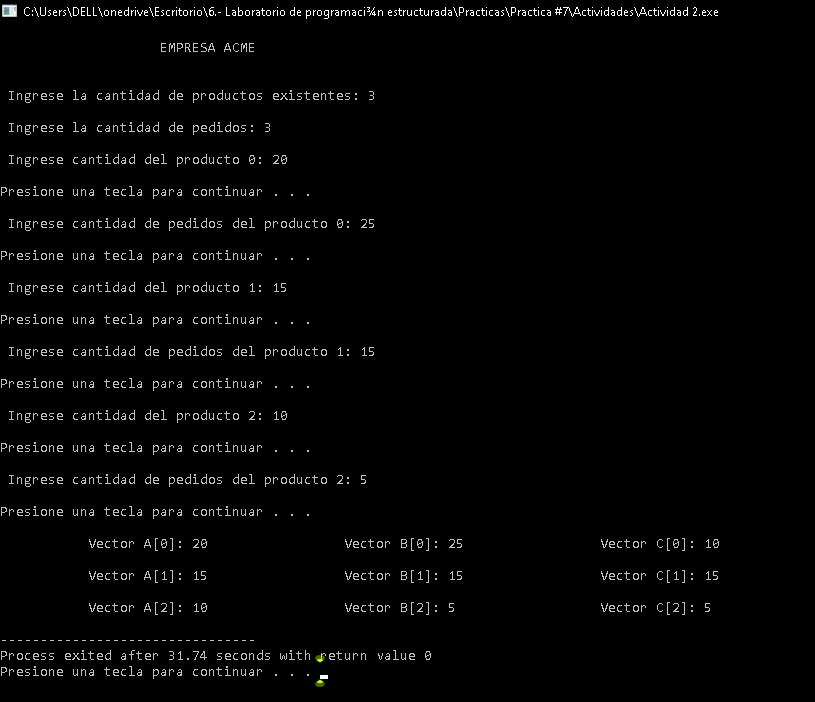 C:\Users\DELL\onedrive\Escritorio\6.- Laboratorio de programaci¾n estructurada\Practicas\Practica #7\Actividades\Actividad 2.exe
EMPRESA ACME
Ingrese la cantidad de productos existentes: 3
Ingrese la cantidad de pedidos: 3
Ingrese cantidad del producto 0: 20
Presione una tecla para continuar . . .
Ingrese cantidad de pedidos del producto 0: 25
Presione una tecla para continuar . . .
Ingrese cantidad del producto 1: 15
Presione una tecla para continuar . . .
Ingrese cantidad de pedidos del producto 1: 15
Presione una tecla para continuar . . .
Ingrese cantidad del producto 2: 10
Presione una tecla para continuar . . .
Ingrese cantidad de pedidos del producto 2: 5
Presione una tecla para continuar . . .
Vector A[0]: 20 Vector B[0]: 25 Vector C[0]: 10
Vector A[1]: 15 Vector B[1]: 15 Vector C[1]: 15
Vector A[2]: 10 Vector B[2]: 5 Vector C[2]: 5
--------------------------------
Process exited after 31.74 seconds with return value 0
Presione una tecla para continuar . . .